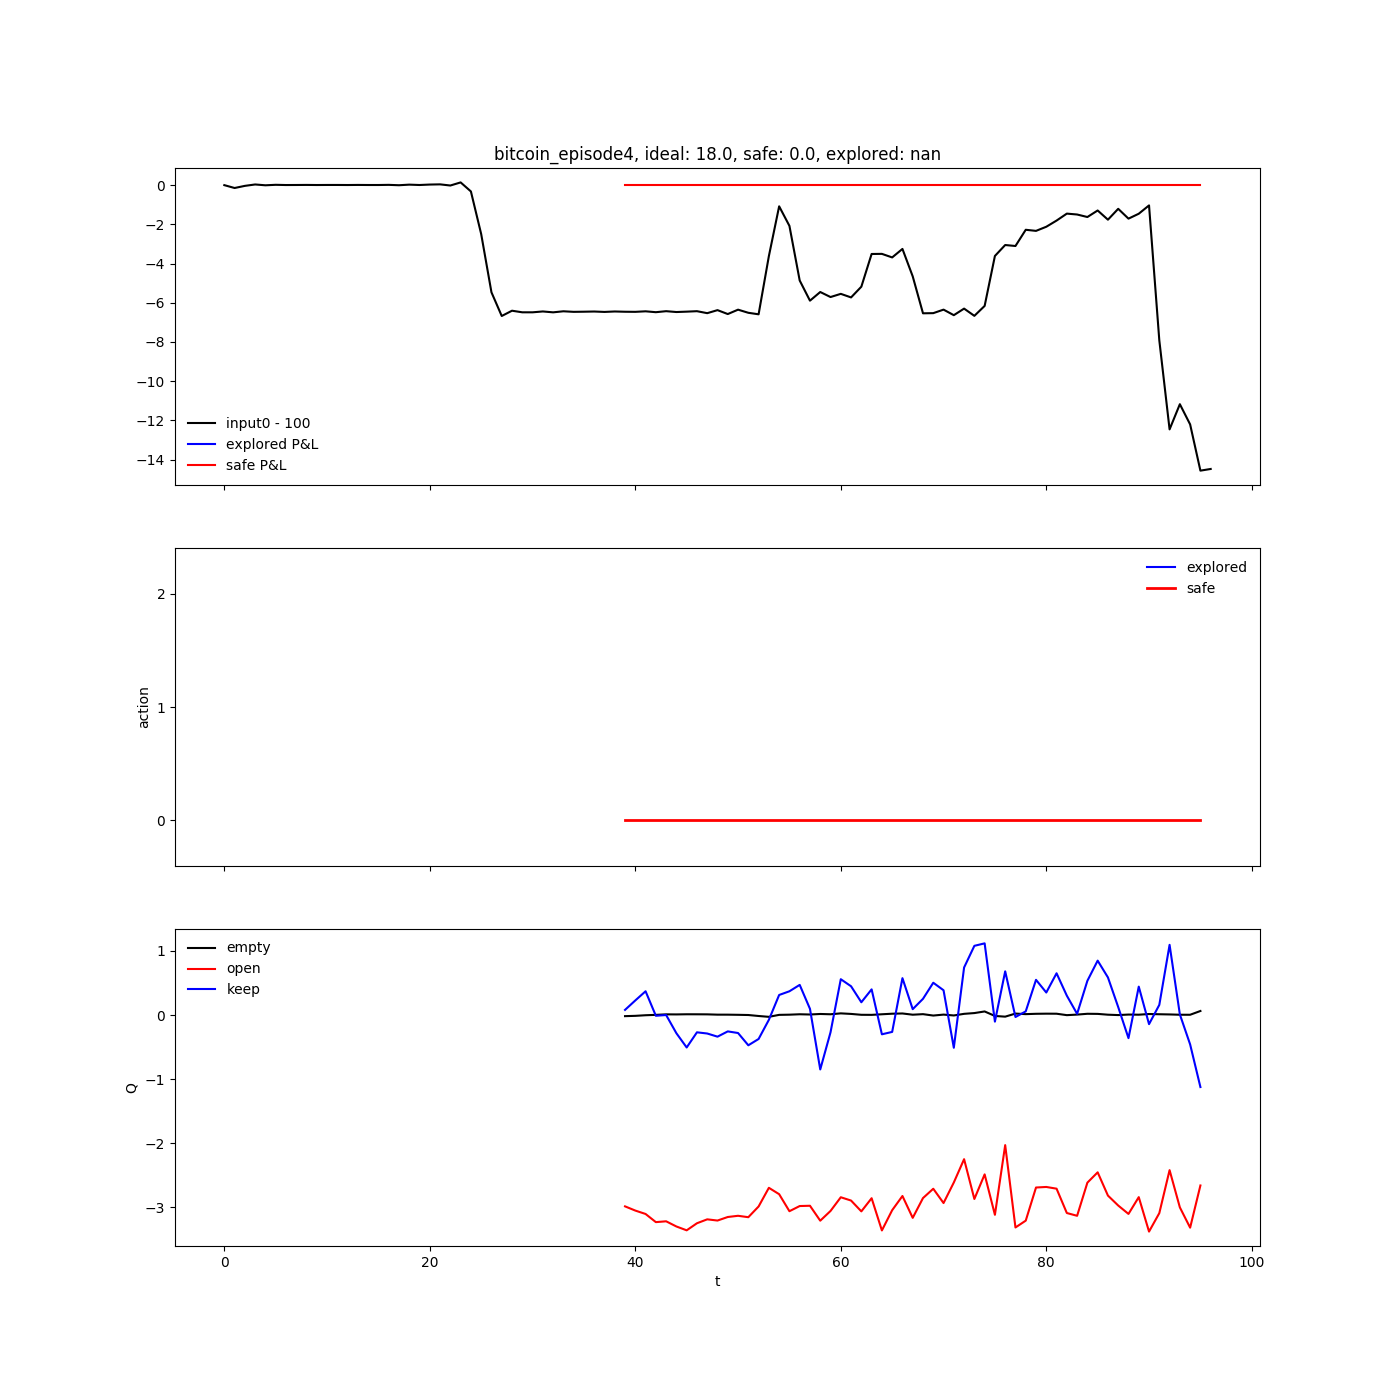 bitcoin_episode4, ideal: 18.0, safe: 0.0, explored: nan
0
−2
−4
−6
−8
−10
−12
−14
input0 - 100
explored P&L
safe P&L
action
2
1
0
explored
safe
Q
1
0
−1
−2
−3
empty
open
keep
0
20
40
60
80
100
t